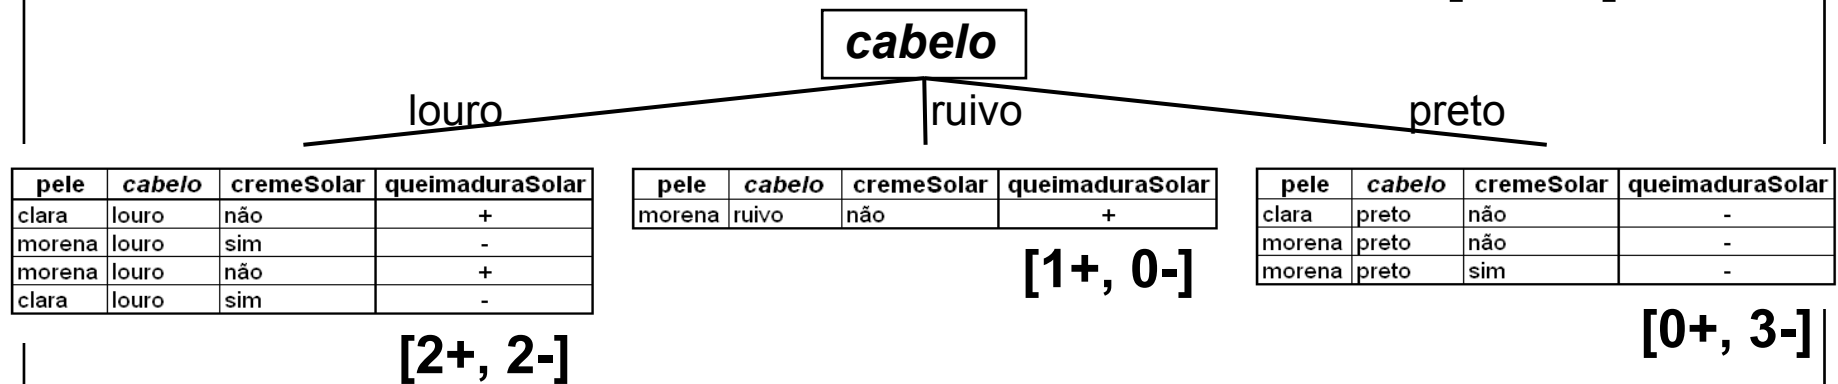 cabelo
louro ruivo preto
pele cabelo cremeSolar queimaduraSolar
clara louro não +
morena louro sim -
morena louro não +
clara louro sim -
[2+, 2-]
pele cabelo cremeSolar queimaduraSolar
morena ruivo não +
[1+, 0-]
pele cabelo cremeSolar queimaduraSolar
clara preto não -
morena preto não -
morena preto sim -
[0+, 3-]